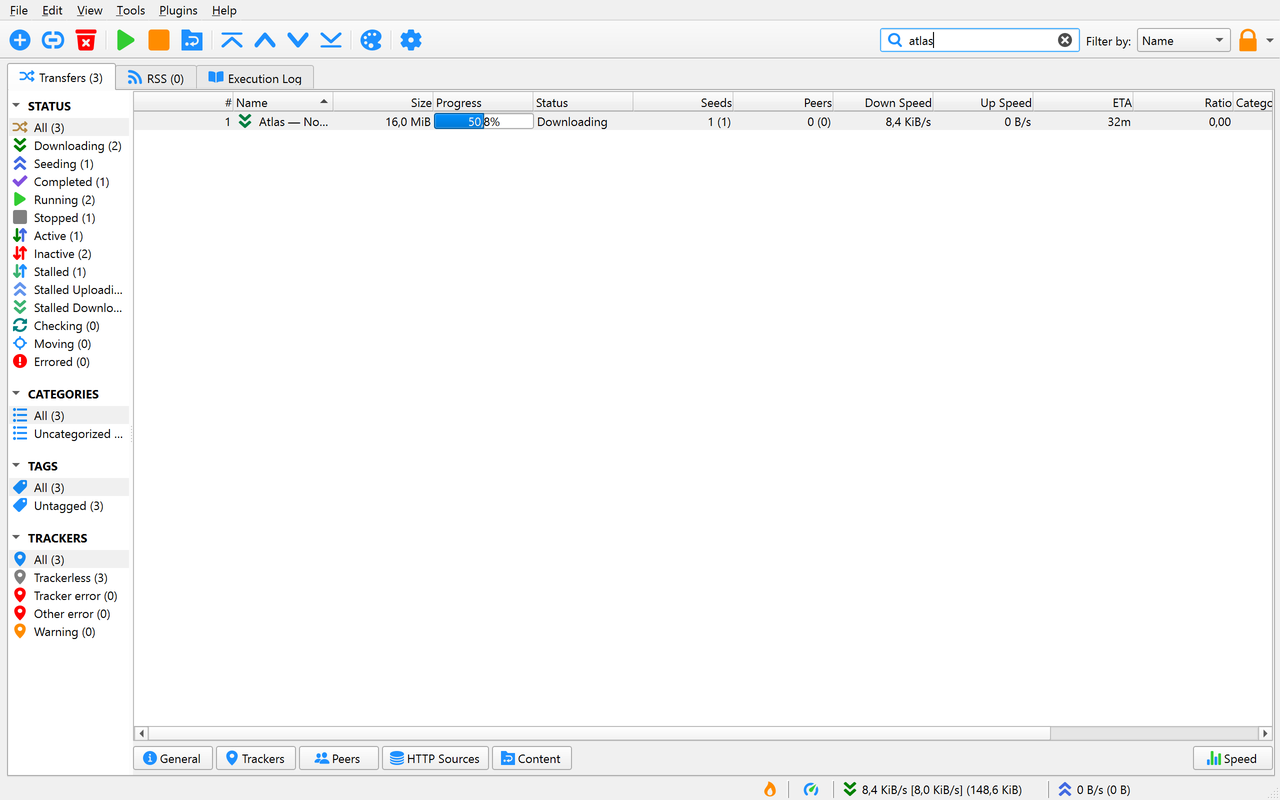 File Edit View Tools Plugins Help
atlas Filter by: Name
Transfers (3) RSS (0) Execution Log
STATUS
All (3)
Downloading (2)
Seeding (1)
Completed (1)
Running (2)
Stopped (1)
Active (1)
Inactive (2)
Stalled (1)
Stalled Uploadi...
Stalled Downlo...
Checking (0)
Moving (0)
Errored (0)
CATEGORIES
All (3)
Uncategorized ...
TAGS
All (3)
Untagged (3)
TRACKERS
All (3)
Trackerless (3)
Tracker error (0)
Other error (0)
Warning (0)
# Name Size Progress Status Seeds Peers Down Speed Up Speed ETA Ratio Catego
1 Atlas — No... 16,0 MiB 50,8% Downloading 1 (1) 0 (0) 8,4 KiB/s 0 B/s 32m 0,00
General Trackers Peers HTTP Sources Content Speed
8,4 KiB/s [8,0 KiB/s] (148,6 KiB) 0 B/s (0 B)